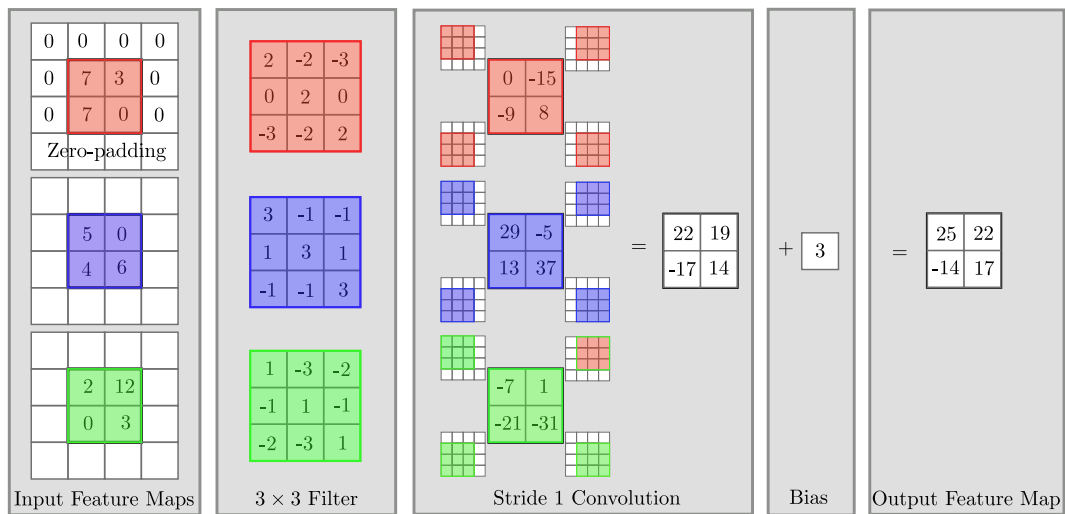 0 0 0 0
0 7 3 0
0 7 0 0
Zero-padding
5 0
4 6
2 12
0 3
Input Feature Maps
2 -2 -3
0 2 0
-3 -2 2
3 -1 -1
1 3 1
-1 -1 3
1 -3 -2
-1 1 -1
-2 -3 1
3 × 3 Filter
0 -15
-9 8
29 -5
13 37
-7 1
-21 -31
=
22 19
-17 14
Stride 1 Convolution
+ 3
Bias
=
25 22
-14 17
Output Feature Map